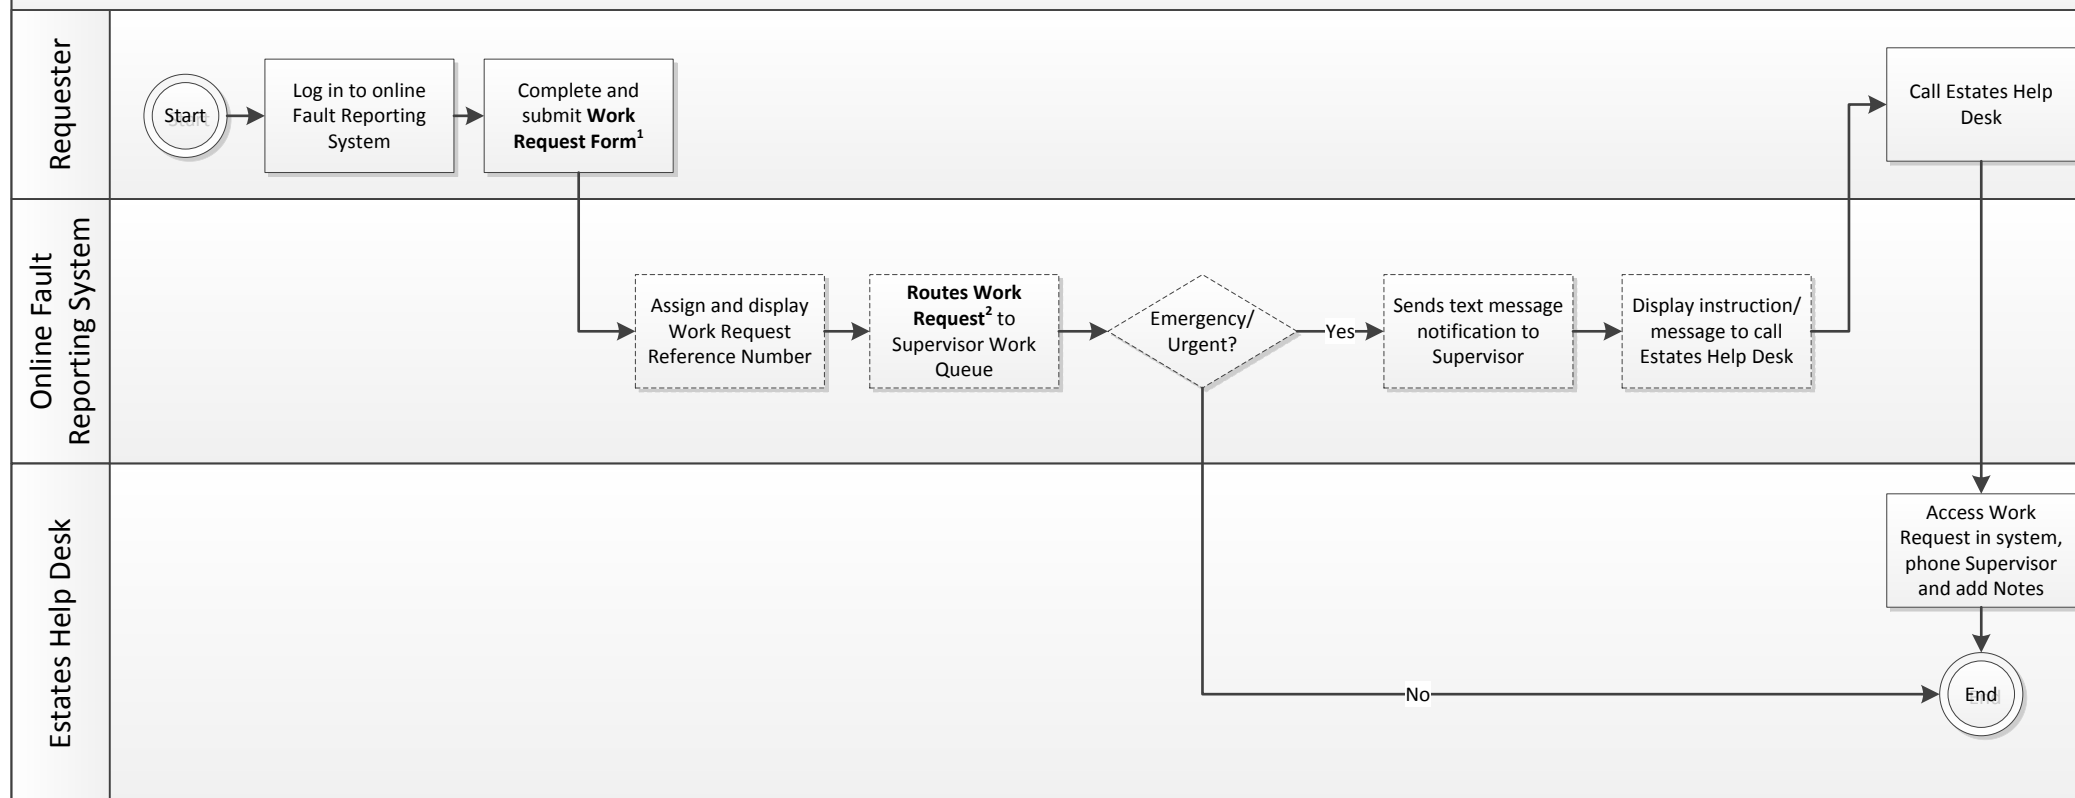 Requester
Start
Log in to online
Fault Reporting
System
Complete and
submit Work
Request Form¹
Call Estates Help
Desk
Online Fault
Reporting System
Assign and display
Work Request
Reference Number
Routes Work
Request² to
Supervisor Work
Queue
Emergency/
Urgent?
Yes
Sends text message
notification to
Supervisor
Display instruction/
message to call
Estates Help Desk
Estates Help Desk
Access Work
Request in system,
phone Supervisor
and add Notes
No
End